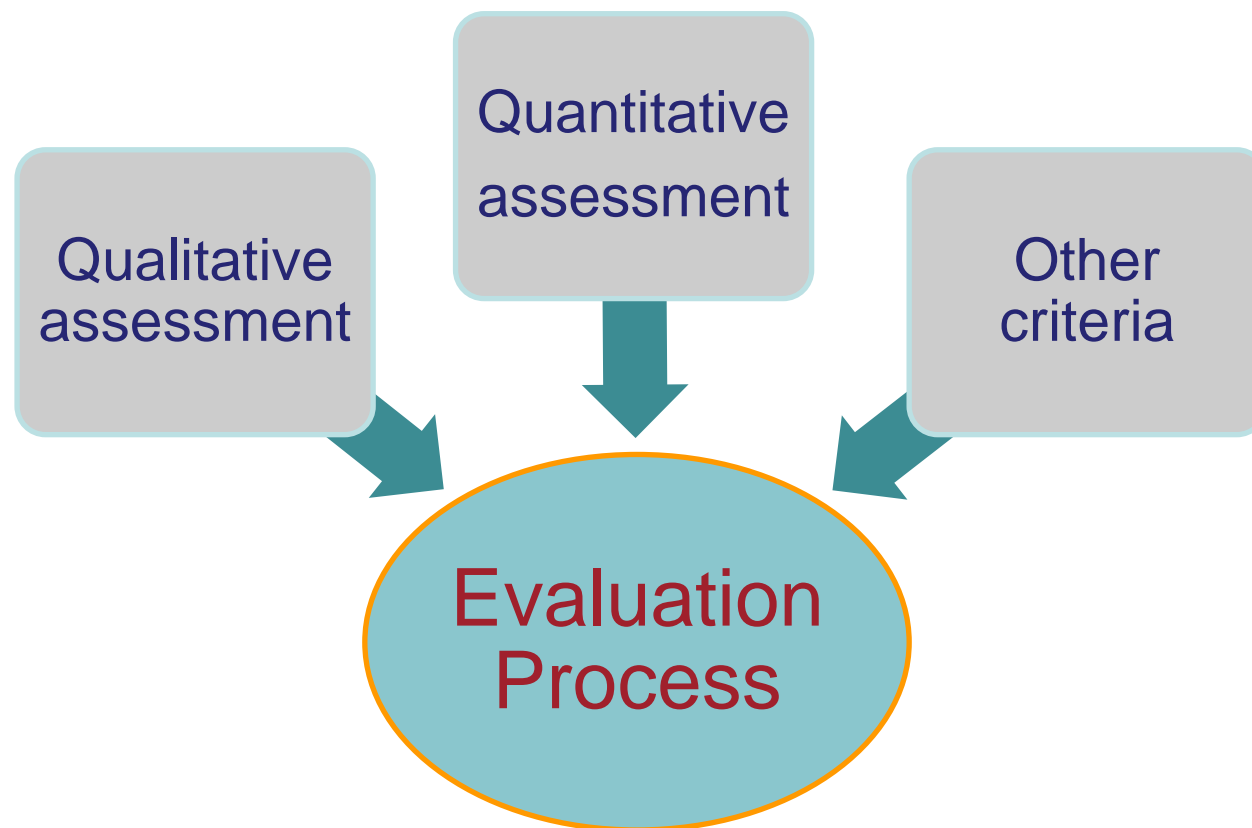 Quantitative
assessment
Qualitative
assessment
Other
criteria
Evaluation
Process